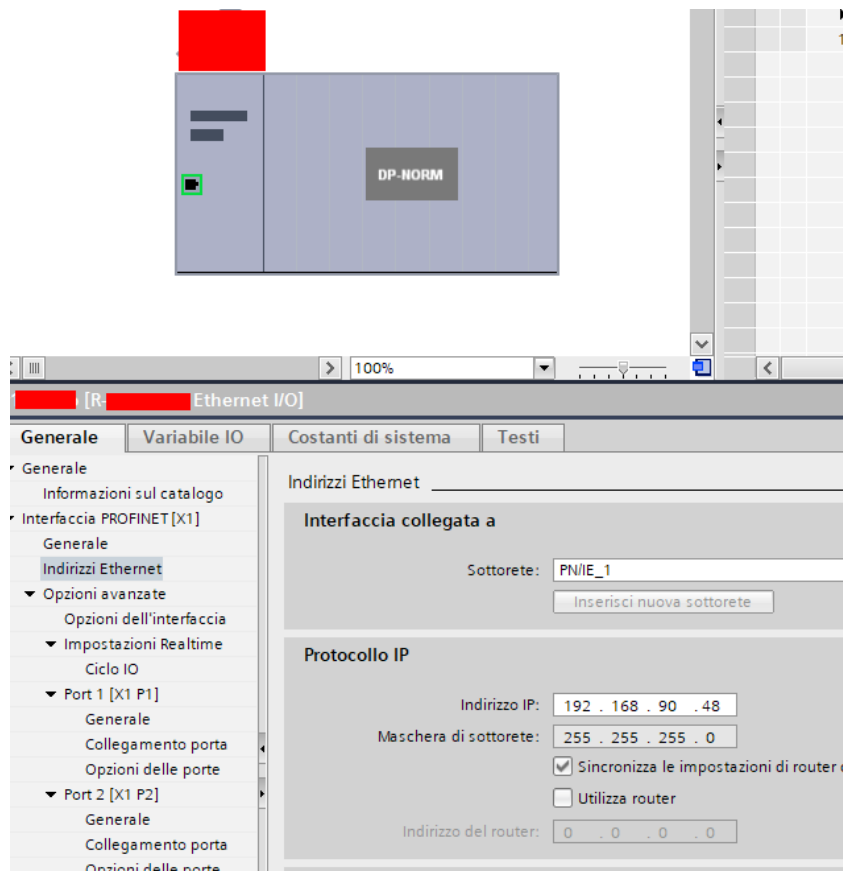 DP-NORM
100%
[R- Ethernet I/O]
Generale
Variabile IO
Costanti di sistema
Testi
Generale
Informazioni sul catalogo
Interfaccia PROFINET [X1]
Generale
Indirizzi Ethernet
Opzioni avanzate
Opzioni dell'interfaccia
Impostazioni Realtime
Ciclo IO
Port 1 [X1 P1]
Generale
Collegamento porta
Opzioni delle porte
Port 2 [X1 P2]
Generale
Collegamento porta
Opzioni delle porte
Indirizzi Ethernet
Interfaccia collegata a
Sottorete: PN/IE_1
Inserisci nuova sottorete
Protocollo IP
Indirizzo IP: 192 . 168 . 90 . 48
Maschera di sottorete: 255 . 255 . 255 . 0
Sincronizza le impostazioni di router
Utilizza router
Indirizzo del router: 0 . 0 . 0 . 0